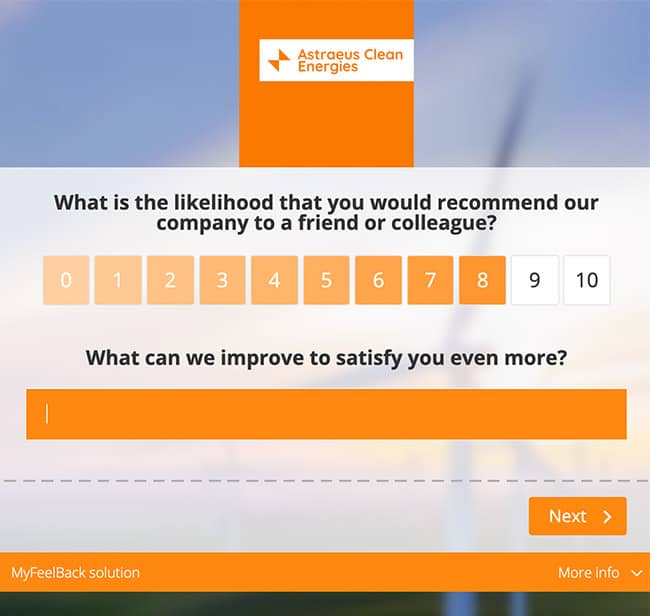 Astraeus Clean
Energies
What is the likelihood that you would recommend our
company to a friend or colleague?
0 1 2 3 4 5 6 7 8 9 10
What can we improve to satisfy you even more?
Next
MyFeelBack solution More info